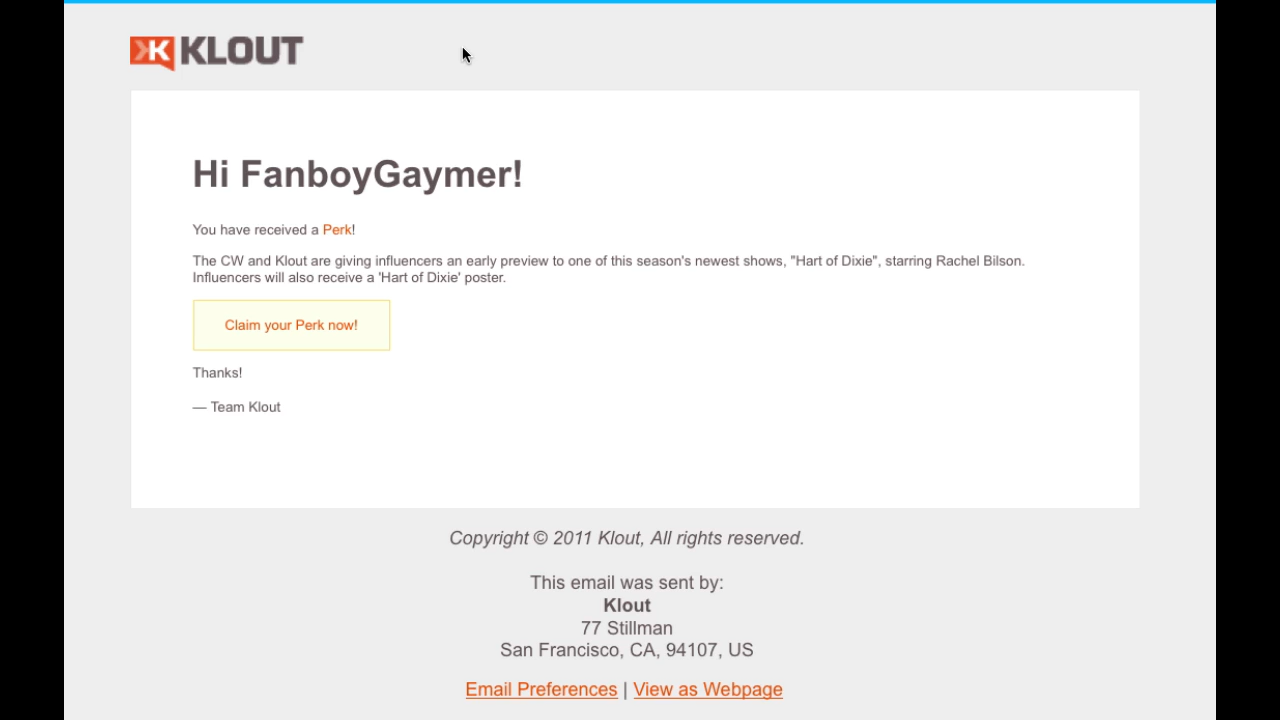 KLOUT
Hi FanboyGaymer!
You have received a Perk!
The CW and Klout are giving influencers an early preview to one of this season's newest shows, "Hart of Dixie", starring Rachel Bilson.
Influencers will also receive a 'Hart of Dixie' poster.
Claim your Perk now!
Thanks!
— Team Klout
Copyright © 2011 Klout, All rights reserved.
This email was sent by:
Klout
77 Stillman
San Francisco, CA, 94107, US
Email Preferences | View as Webpage